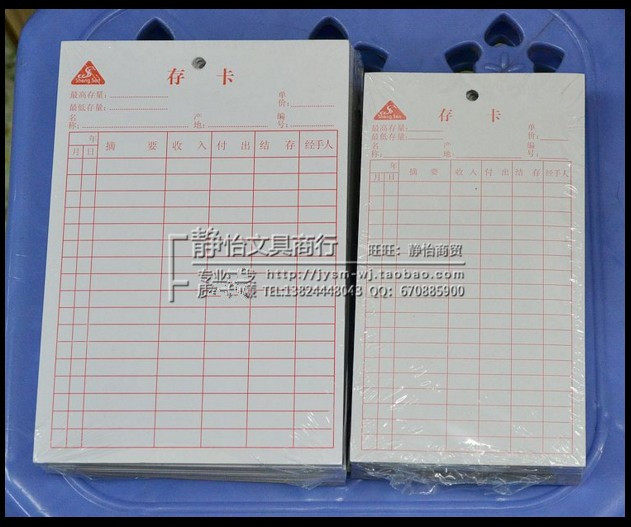 Sheng Bao
存 卡
最高存量：
最低存量：
单价：
名称：
产地：
编号：
年
月 日 摘 要 收 入 付 出 结 存 经手人
存 卡
最高存量：
最低存量：
单价：
名称：
产地：
编号：
年
月 日 摘 要 收 入 付 出 结 存 经手人
静怡文具商行 旺旺：静怡商贸
专业
http://jysm-wj.taobao.com
TEL:13824448043 QQ：670885900